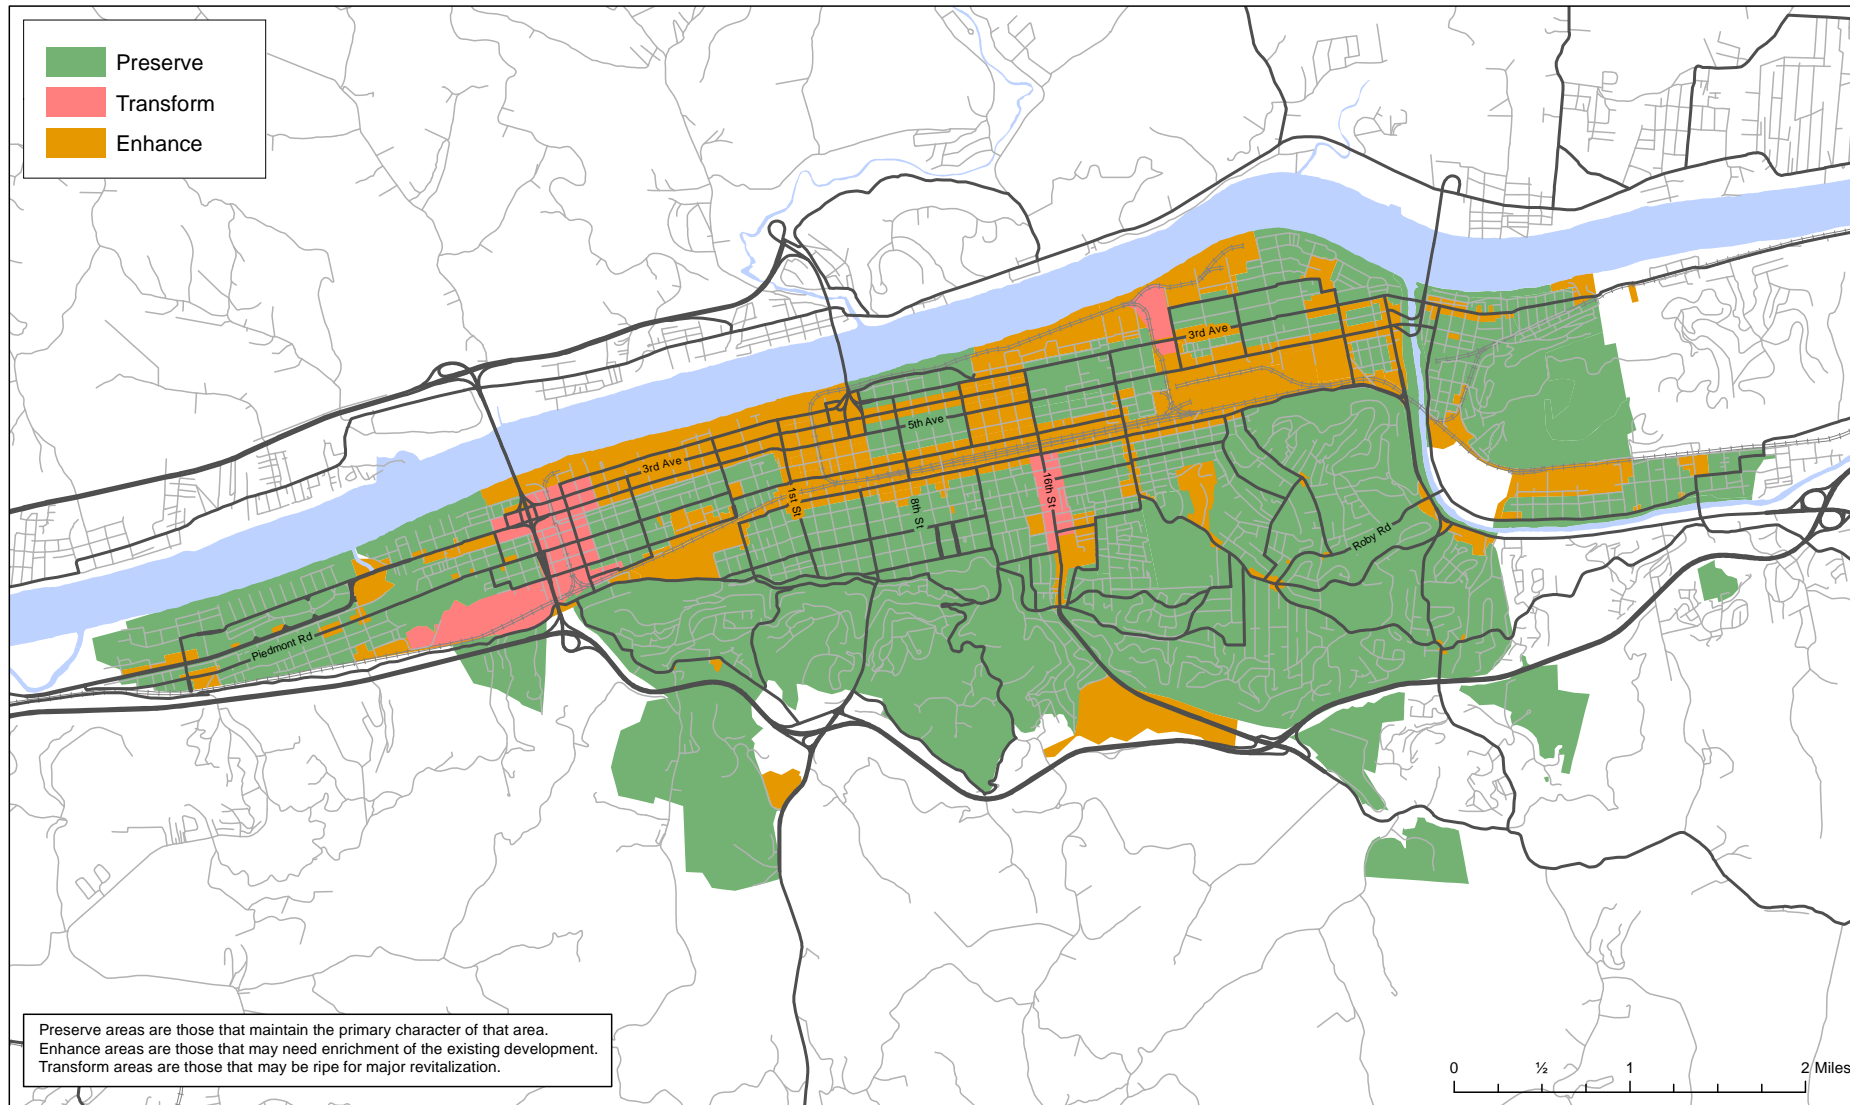 Preserve
Transform
Enhance
3rd Ave
5th Ave
3rd Ave
1st St
8th St
16th St
Roby Rd
Piedmont Rd
Preserve areas are those that maintain the primary character of that area.
Enhance areas are those that may need enrichment of the existing development.
Transform areas are those that may be ripe for major revitalization.
0 ½ 1 2 Miles